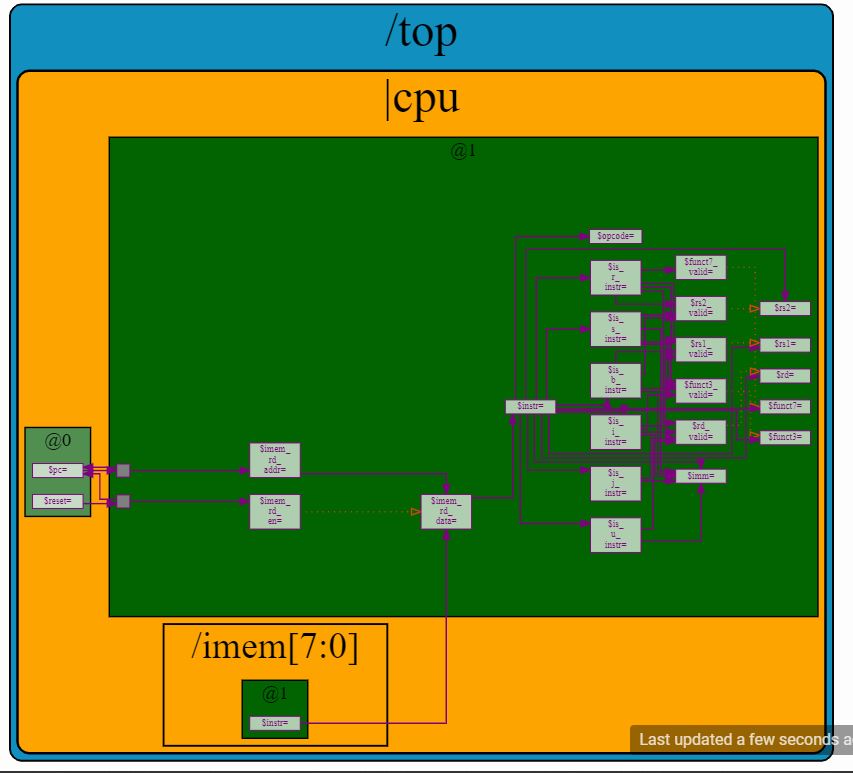 /top
|cpu
@1
$opcode=
$is_
r_
instr=
$funct7_
valid=
$is_
s_
instr=
$rs2_
valid=
$rs2=
$is_
b_
instr=
$rs1_
valid=
$rs1=
$rd=
$instr=
$funct3_
valid=
$funct7=
$is_
i_
instr=
$rd_
valid=
$funct3=
@0
$pc=
$reset=
$imem_
rd_
addr=
$imem_
rd_
en=
$imem_
rd_
data=
$is_
j_
instr=
$imm=
$is_
u_
instr=
/imem[7:0]
@1
$instr=
Last updated a few seconds a